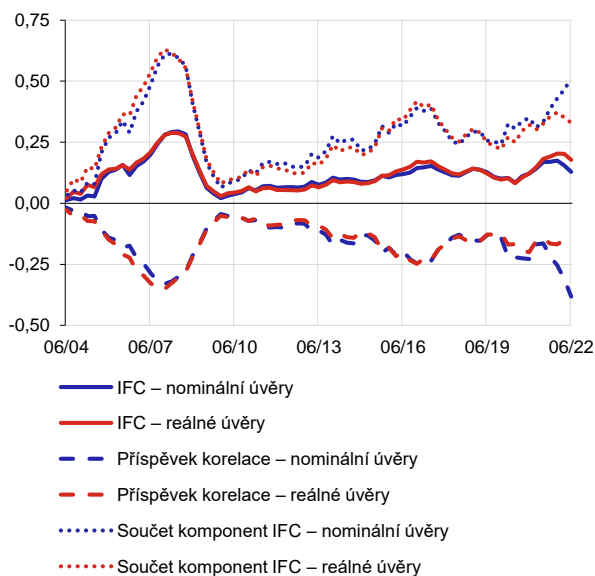 0,75
0,50
0,25
0,00
-0,25
-0,50
06/04 06/07 06/10 06/13 06/16 06/19 06/22
IFC – nominální úvěry
IFC – reálné úvěry
Příspěvek korelace – nominální úvěry
Příspěvek korelace – reálné úvěry
Součet komponent IFC – nominální úvěry
Součet komponent IFC – reálné úvěry